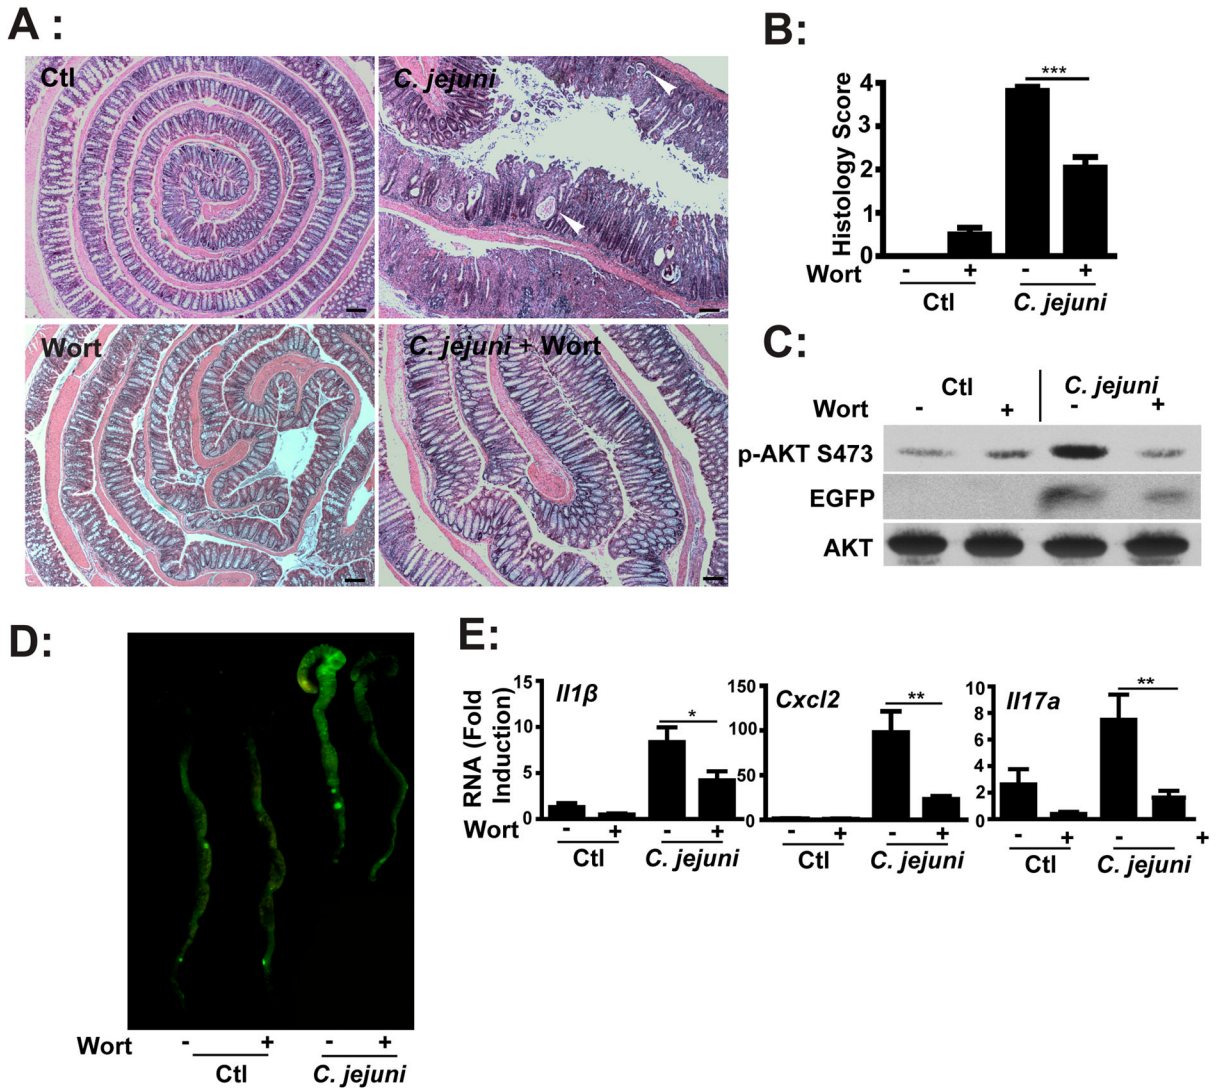 A :
Ctl
C. jejuni
Wort
C. jejuni + Wort
B:
Histology Score
4
3
2
1
0
***
Wort - + - +
Ctl C. jejuni
C:
Ctl C. jejuni
Wort - + - +
p-AKT S473
EGFP
AKT
D:
Wort - + - +
Ctl C. jejuni
E:
RNA (Fold
Induction)
15
10
5
0
Il1β
*
Wort - + - +
Ctl C. jejuni
150
100
50
0
Cxcl2
**
- + - +
Ctl C. jejuni
10
8
6
4
2
0
Il17a
**
- + - +
Ctl C. jejuni